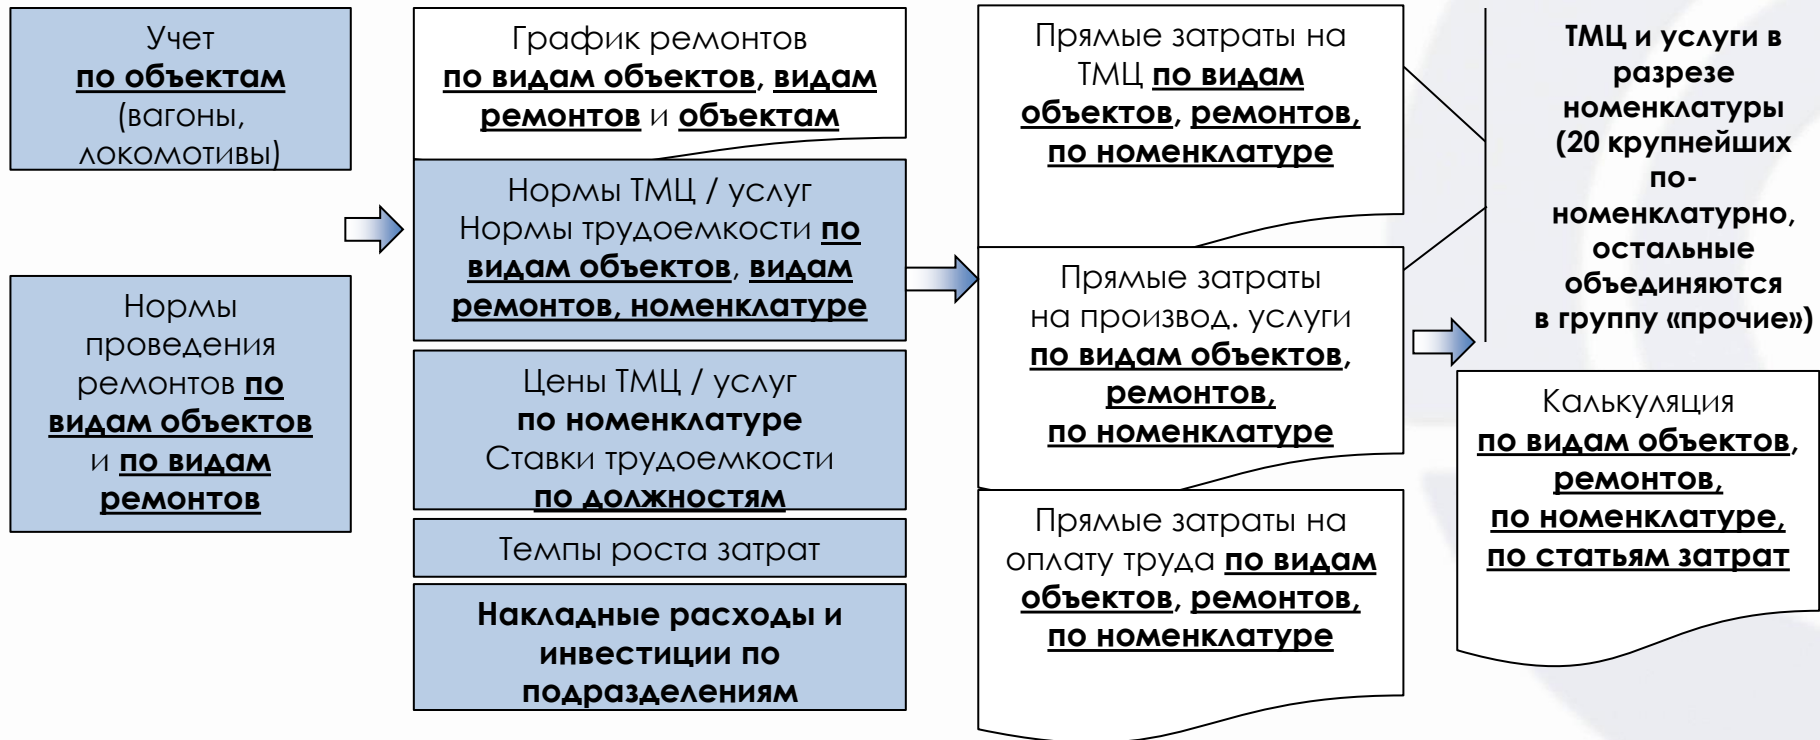 Учет
по объектам
(вагоны,
локомотивы)
Нормы
проведения
ремонтов по
видам объектов
и по видам
ремонтов
График ремонтов
по видам объектов, видам
ремонтов и объектам
Нормы ТМЦ / услуг
Нормы трудоемкости по
видам объектов, видам
ремонтов, номенклатуре
Цены ТМЦ / услуг
по номенклатуре
Ставки трудоемкости
по должностям
Темпы роста затрат
Накладные расходы и
инвестиции по
подразделениям
Прямые затраты на
ТМЦ по видам
объектов, ремонтов,
по номенклатуре
Прямые затраты
на производ. услуги
по видам объектов,
ремонтов,
по номенклатуре
Прямые затраты на
оплату труда по видам
объектов, ремонтов,
по номенклатуре
ТМЦ и услуги в
разрезе
номенклатуры
(20 крупнейших
по-
номенклатурно,
остальные
объединяются
в группу «прочие»)
Калькуляция
по видам объектов,
ремонтов,
по номенклатуре,
по статьям затрат